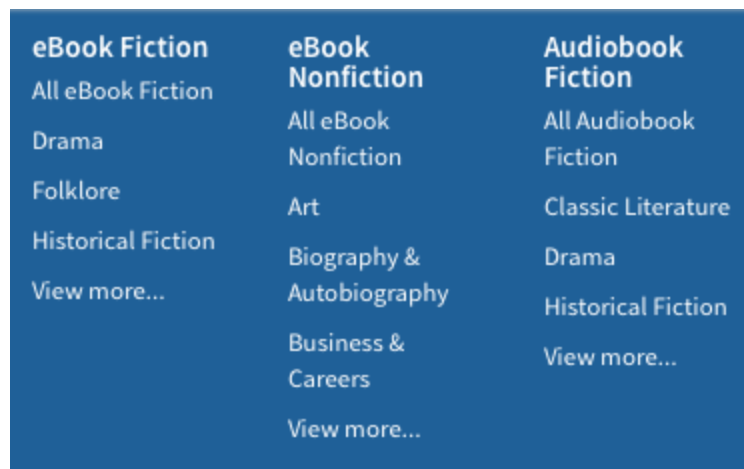 eBook Fiction
All eBook Fiction
Drama
Folklore
Historical Fiction
View more...
eBook
Nonfiction
All eBook
Nonfiction
Art
Biography &
Autobiography
Business &
Careers
View more...
Audiobook
Fiction
All Audiobook
Fiction
Classic Literature
Drama
Historical Fiction
View more...